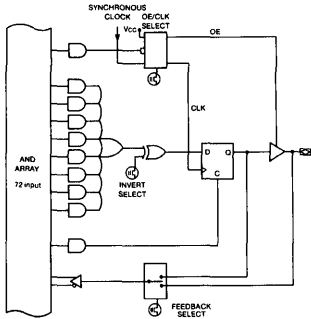 SYNCHRONOUS
CLOCK
OE/CLK
SELECT
Vcc
OE
CLK
AND
ARRAY
72 input
INVERT
SELECT
D
Q
C
FEEDBACK
SELECT